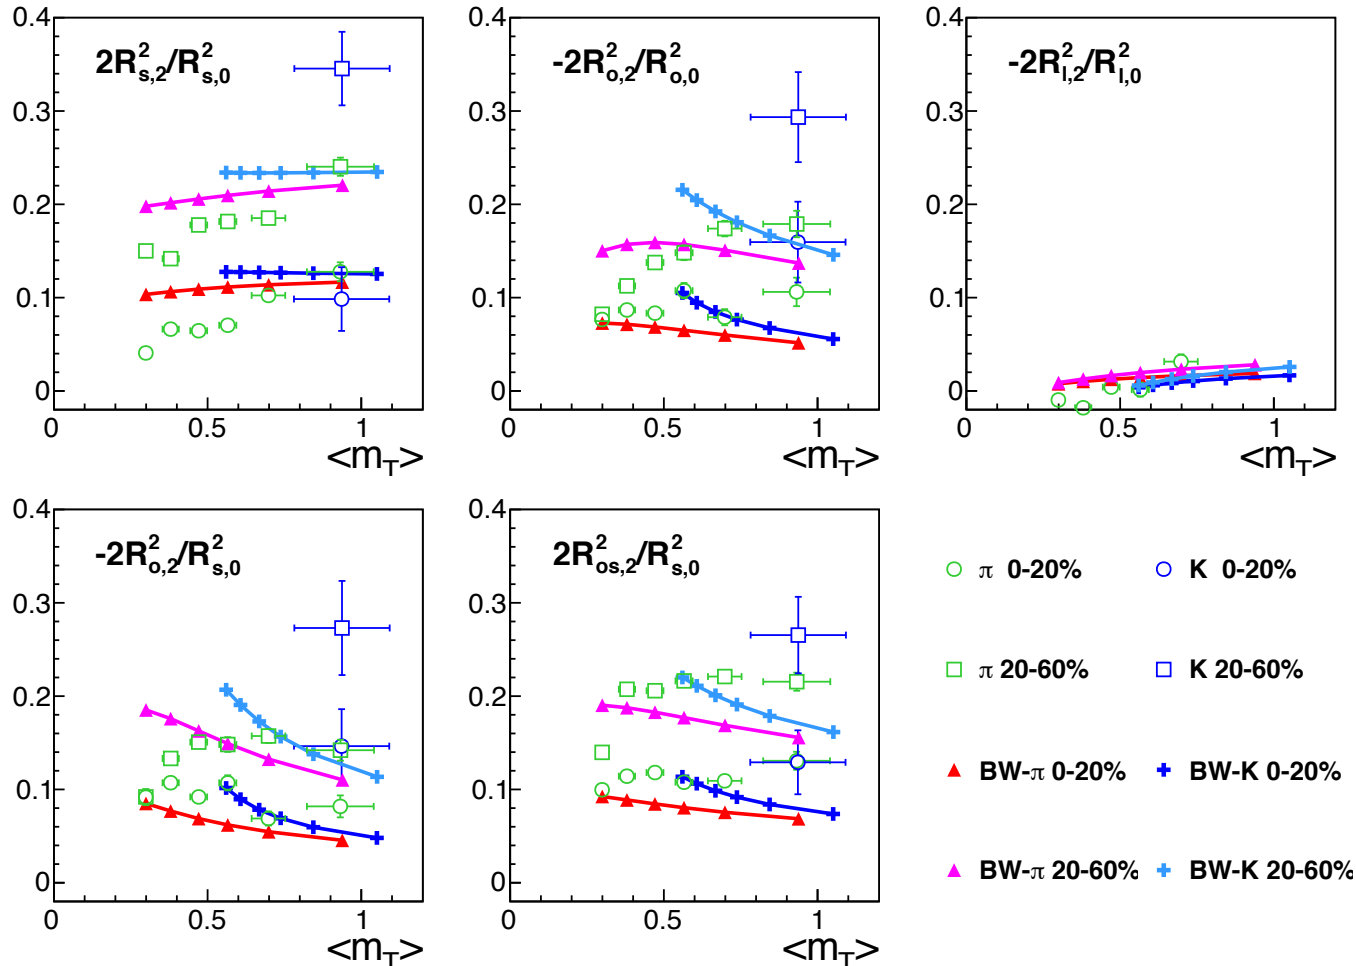 2R²s,2/R²s,0
0.4
0.3
0.2
0.1
0
0 0.5 1
<mT>
-2R²o,2/R²o,0
0.4
0.3
0.2
0.1
0
0 0.5 1
<mT>
-2R²l,2/R²l,0
0.4
0.3
0.2
0.1
0
0 0.5 1
<mT>
-2R²o,2/R²s,0
0.4
0.3
0.2
0.1
0
0 0.5 1
<mT>
2R²os,2/R²s,0
0.4
0.3
0.2
0.1
0
0 0.5 1
<mT>
π 0-20%
K 0-20%
π 20-60%
K 20-60%
BW-π 0-20%
BW-K 0-20%
BW-π 20-60%
BW-K 20-60%